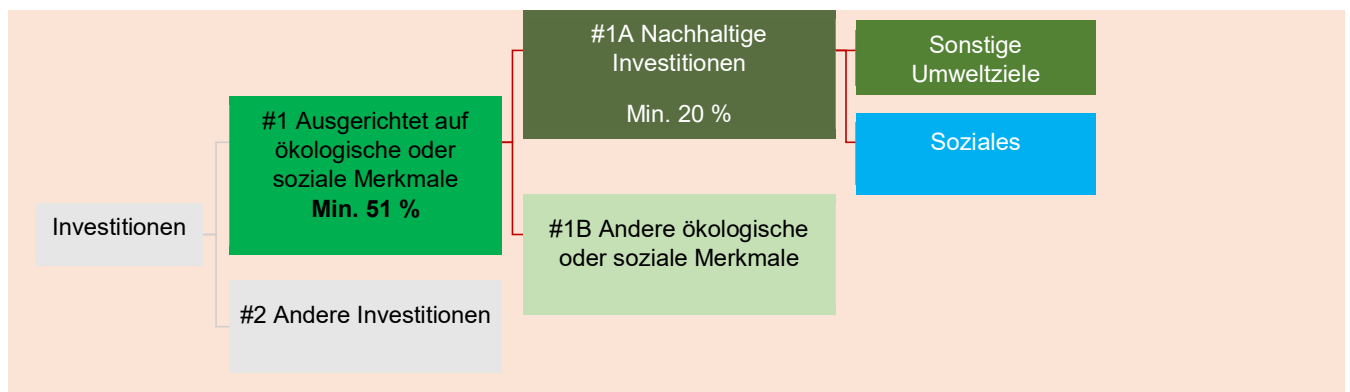 Investitionen
#1 Ausgerichtet auf
ökologische oder
soziale Merkmale
Min. 51 %
#2 Andere Investitionen
#1A Nachhaltige
Investitionen
Min. 20 %
#1B Andere ökologische
oder soziale Merkmale
Sonstige
Umweltziele
Soziales